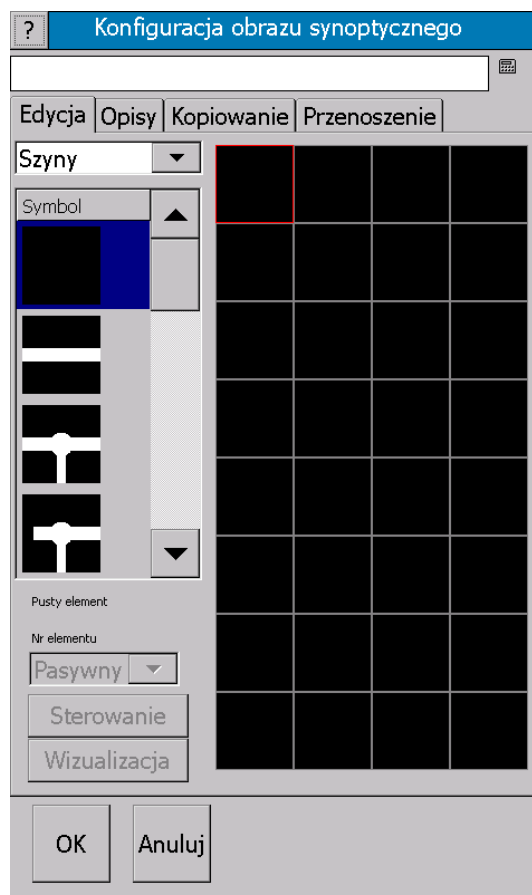 ? Konfiguracja obrazu synoptycznego
Edycja Opisy Kopiowanie Przenoszenie
Szyny
Symbol
Pusty element
Nr elementu
Pasywny
Sterowanie
Wizualizacja
OK Anuluj